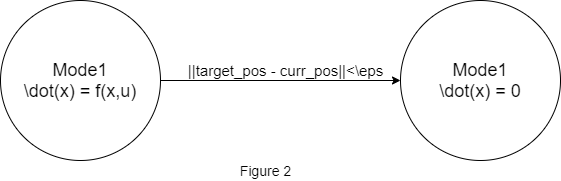 Mode1
\dot(x) = f(x,u)
||target_pos - curr_pos||<\eps
Mode1
\dot(x) = 0
Figure 2